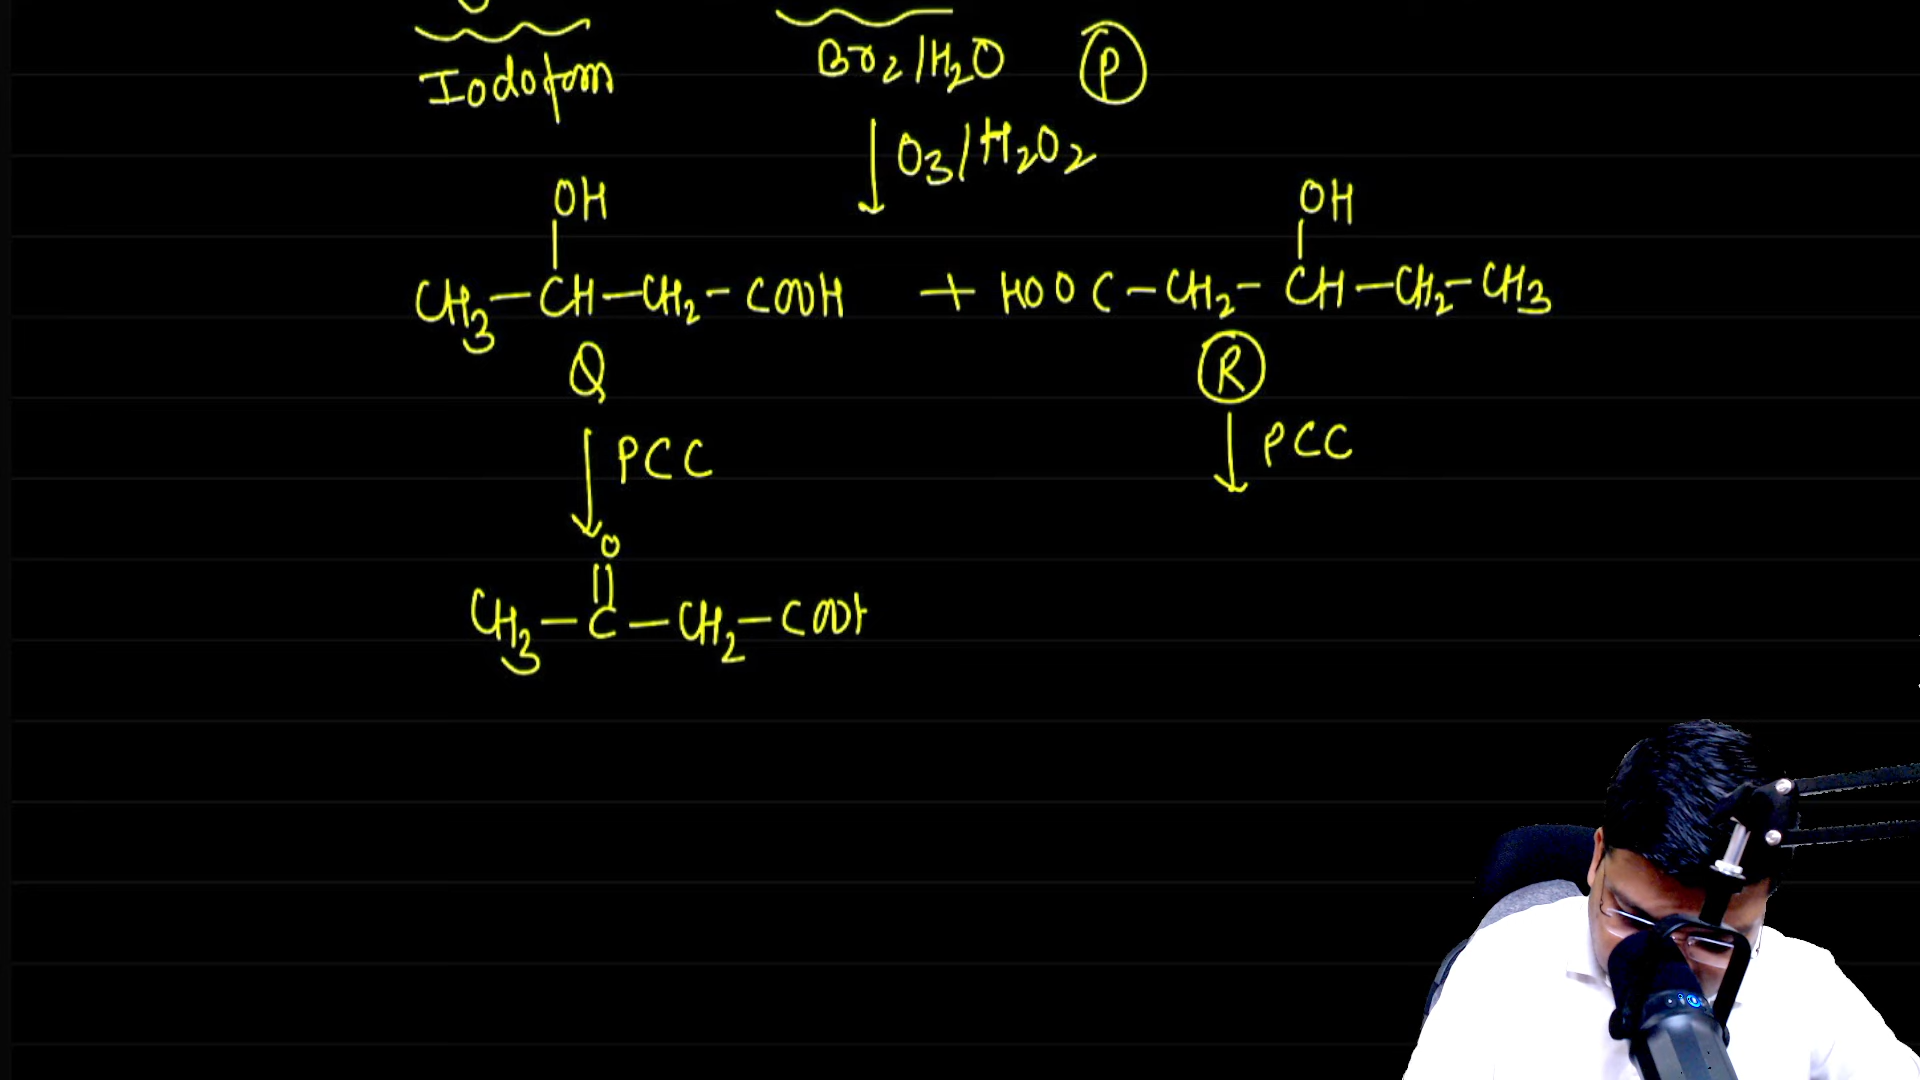 Iodofom
Br2/H2O P
O3/H2O2
OH OH
CH3-CH-CH2-COOH + HOOC-CH2-CH-CH2-CH3
Q R
PCC PCC
O
CH3-C-CH2-COOH